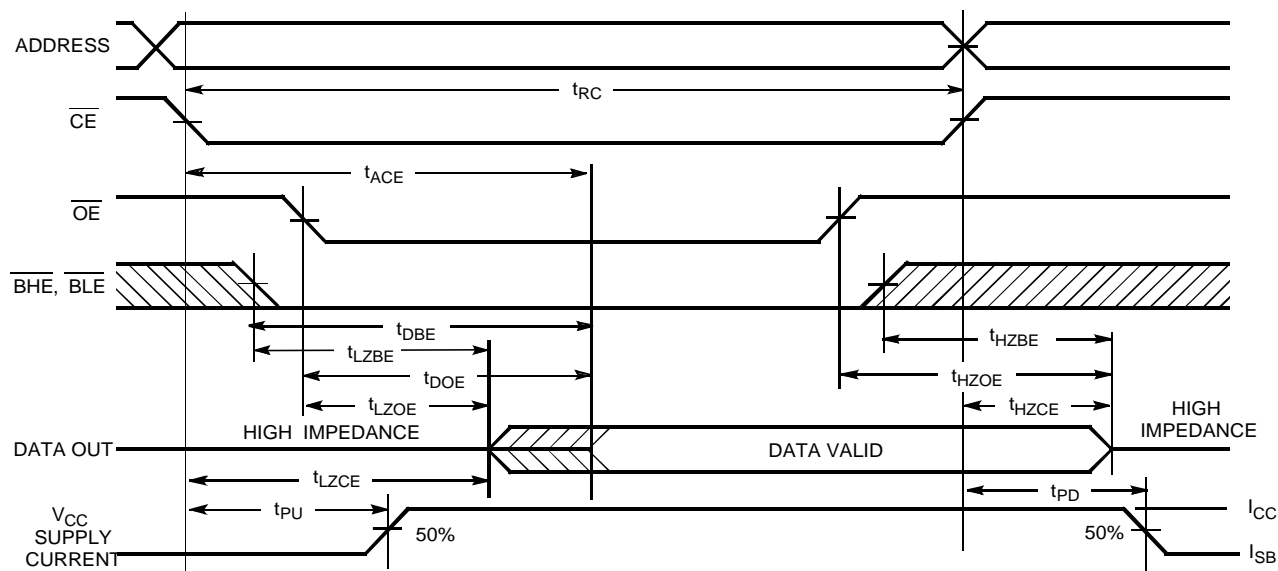 ADDRESS
tRC
CE
tACE
OE
BHE, BLE
tDBE
tLZBE
tHZBE
tDOE
tHZOE
tLZOE
tHZCE
HIGH IMPEDANCE
HIGH
IMPEDANCE
DATA OUT
DATA VALID
tLZCE
tPU
tPD
VCC
SUPPLY
CURRENT
50%
50%
ICC
ISB